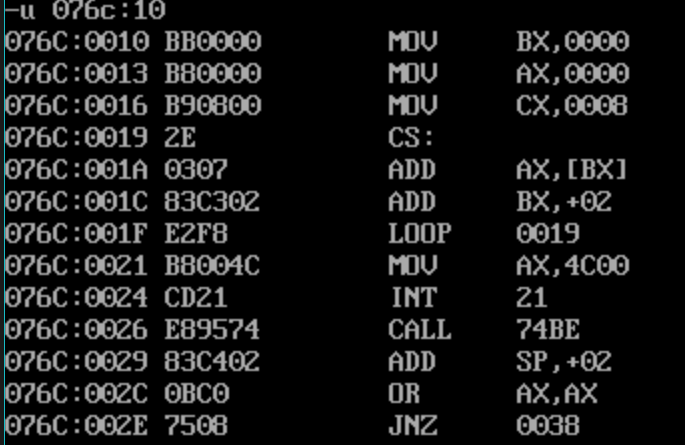 -u 076c:10
076C:0010 BB0000 MOV BX,0000
076C:0013 B80000 MOV AX,0000
076C:0016 B90800 MOV CX,0008
076C:0019 2E CS:
076C:001A 0307 ADD AX,[BX]
076C:001C 83C302 ADD BX,+02
076C:001F E2F8 LOOP 0019
076C:0021 B8004C MOV AX,4C00
076C:0024 CD21 INT 21
076C:0026 E89574 CALL 74BE
076C:0029 83C402 ADD SP,+02
076C:002C 0BC0 OR AX,AX
076C:002E 7508 JNZ 0038